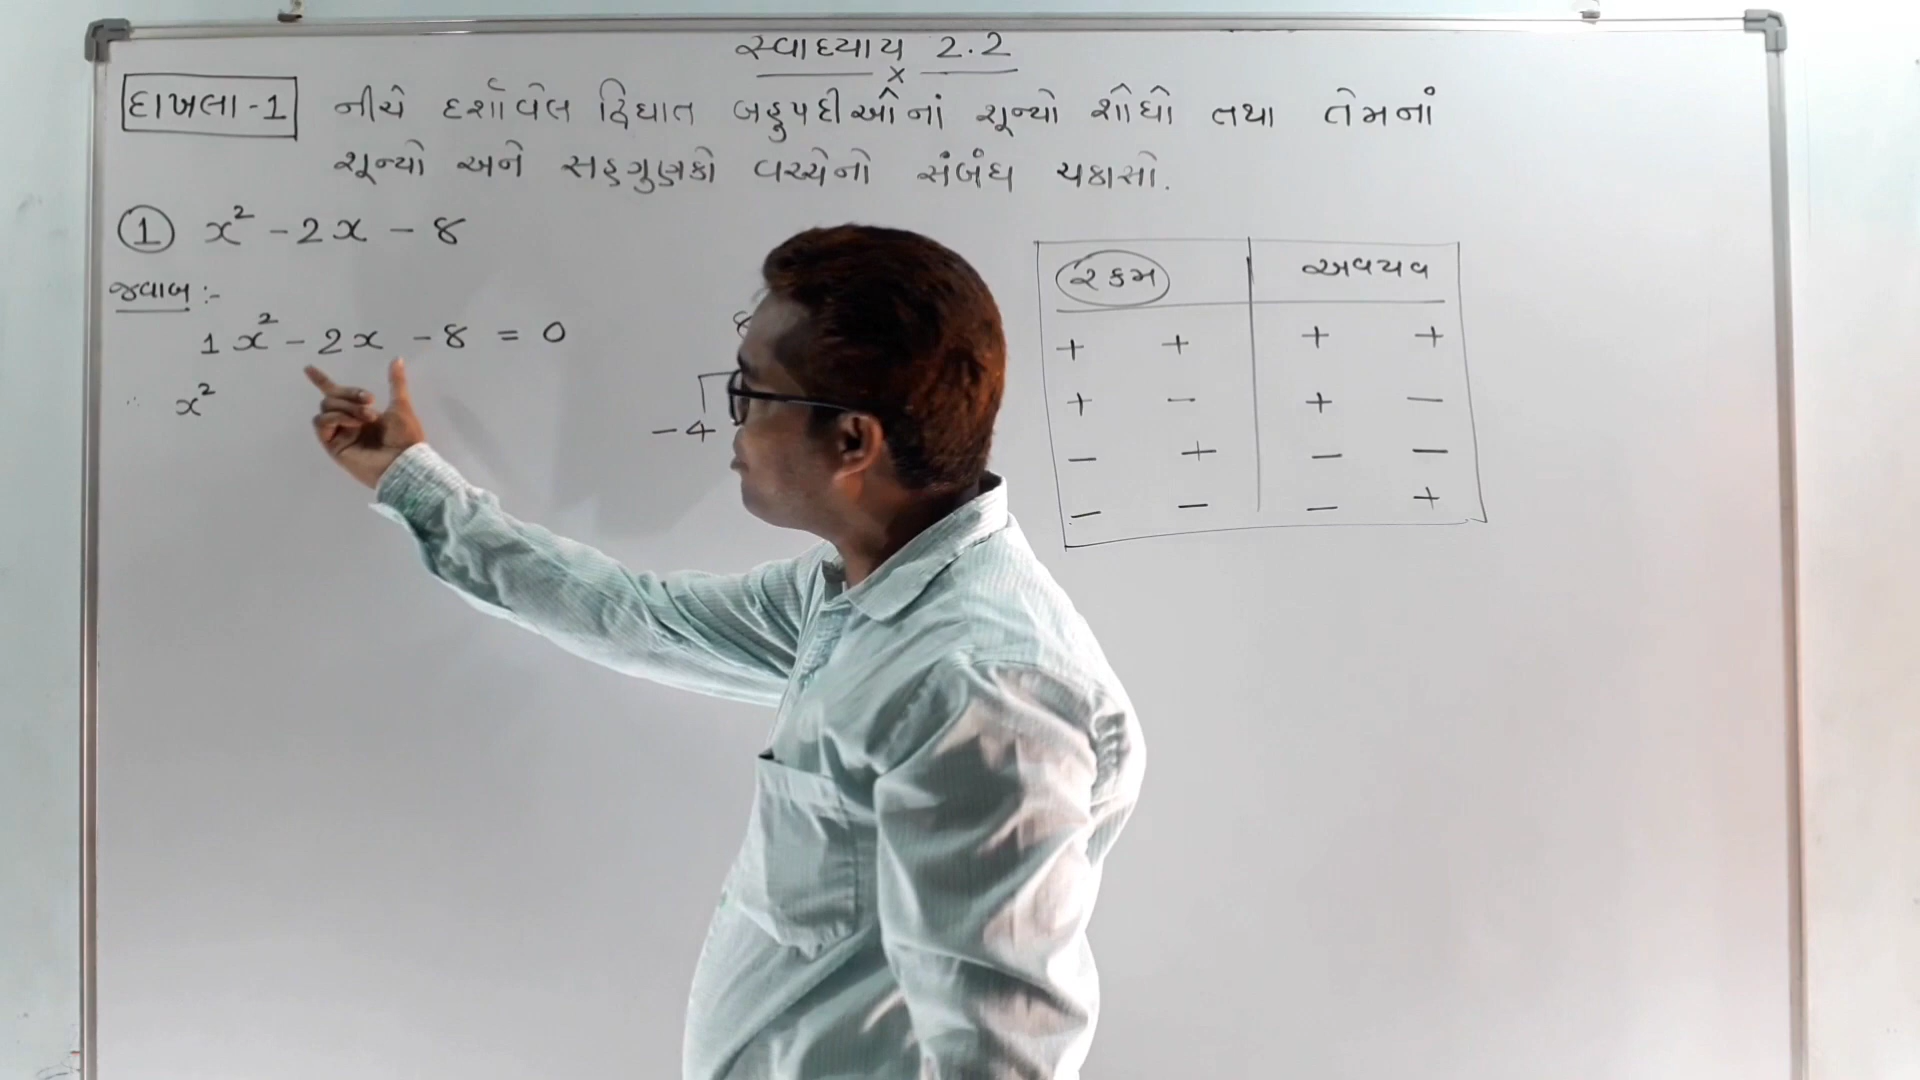 સ્વાધ્યાય 2.2
દાખલા-1 નીચે દર્શાવેલ દ્વિઘાત બહુપદીઓનાં શૂન્યો શોધો તથા તેમનાં
શૂન્યો અને સહગુણકો વચ્ચેનો સંબંધ ચકાસો.
① x² - 2x - 8
જવાબ :-
1x² - 2x - 8 = 0
∴ x²
8
-4
રકમ અવયવ
+ + + +
+ - + -
- + - -
- - - +